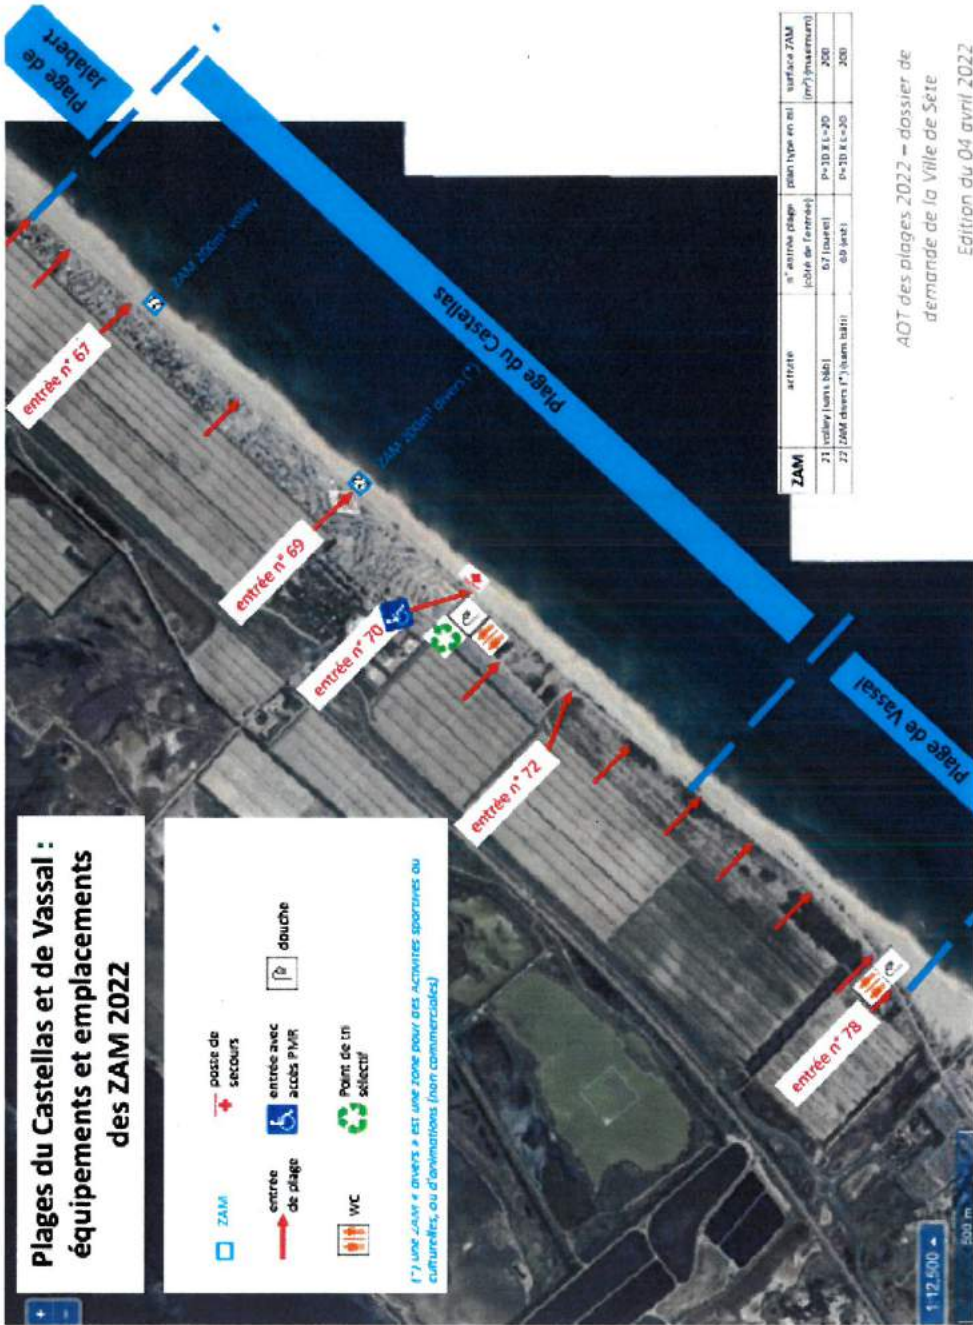 Plages du Castellas et de Vassal :
équipements et emplacements
des ZAM 2022
ZAM
poste de
secours
entrée
de plage
entrée avec
accès PMR
douche
WC
Point de tri
sélectif
(*) une ZAM « divers » est une zone pour des Activités sportives ou
culturelles, ou d'animations (non commerciales)
Plage de
Jalabert
entrée n° 67
ZAM 200m² volley
entrée n° 69
ZAM 200m² divers (*)
Plage du Castellas
entrée n° 70
entrée n° 72
Plage de Vassal
entrée n° 78
ZAM activité n° entrée plage (côté de l'entrée) plan type en ml surface ZAM (m²) (maximum)
21 volley (sans bâti) 67 (ouest) P=10 X L=20 200
22 ZAM divers (*) (sans bâti) 69 (est) P=10 X L=20 200
AOT des plages 2022 – dossier de
demande de la Ville de Sète
Edition du 04 avril 2022
1:12,500
500 m
+
−